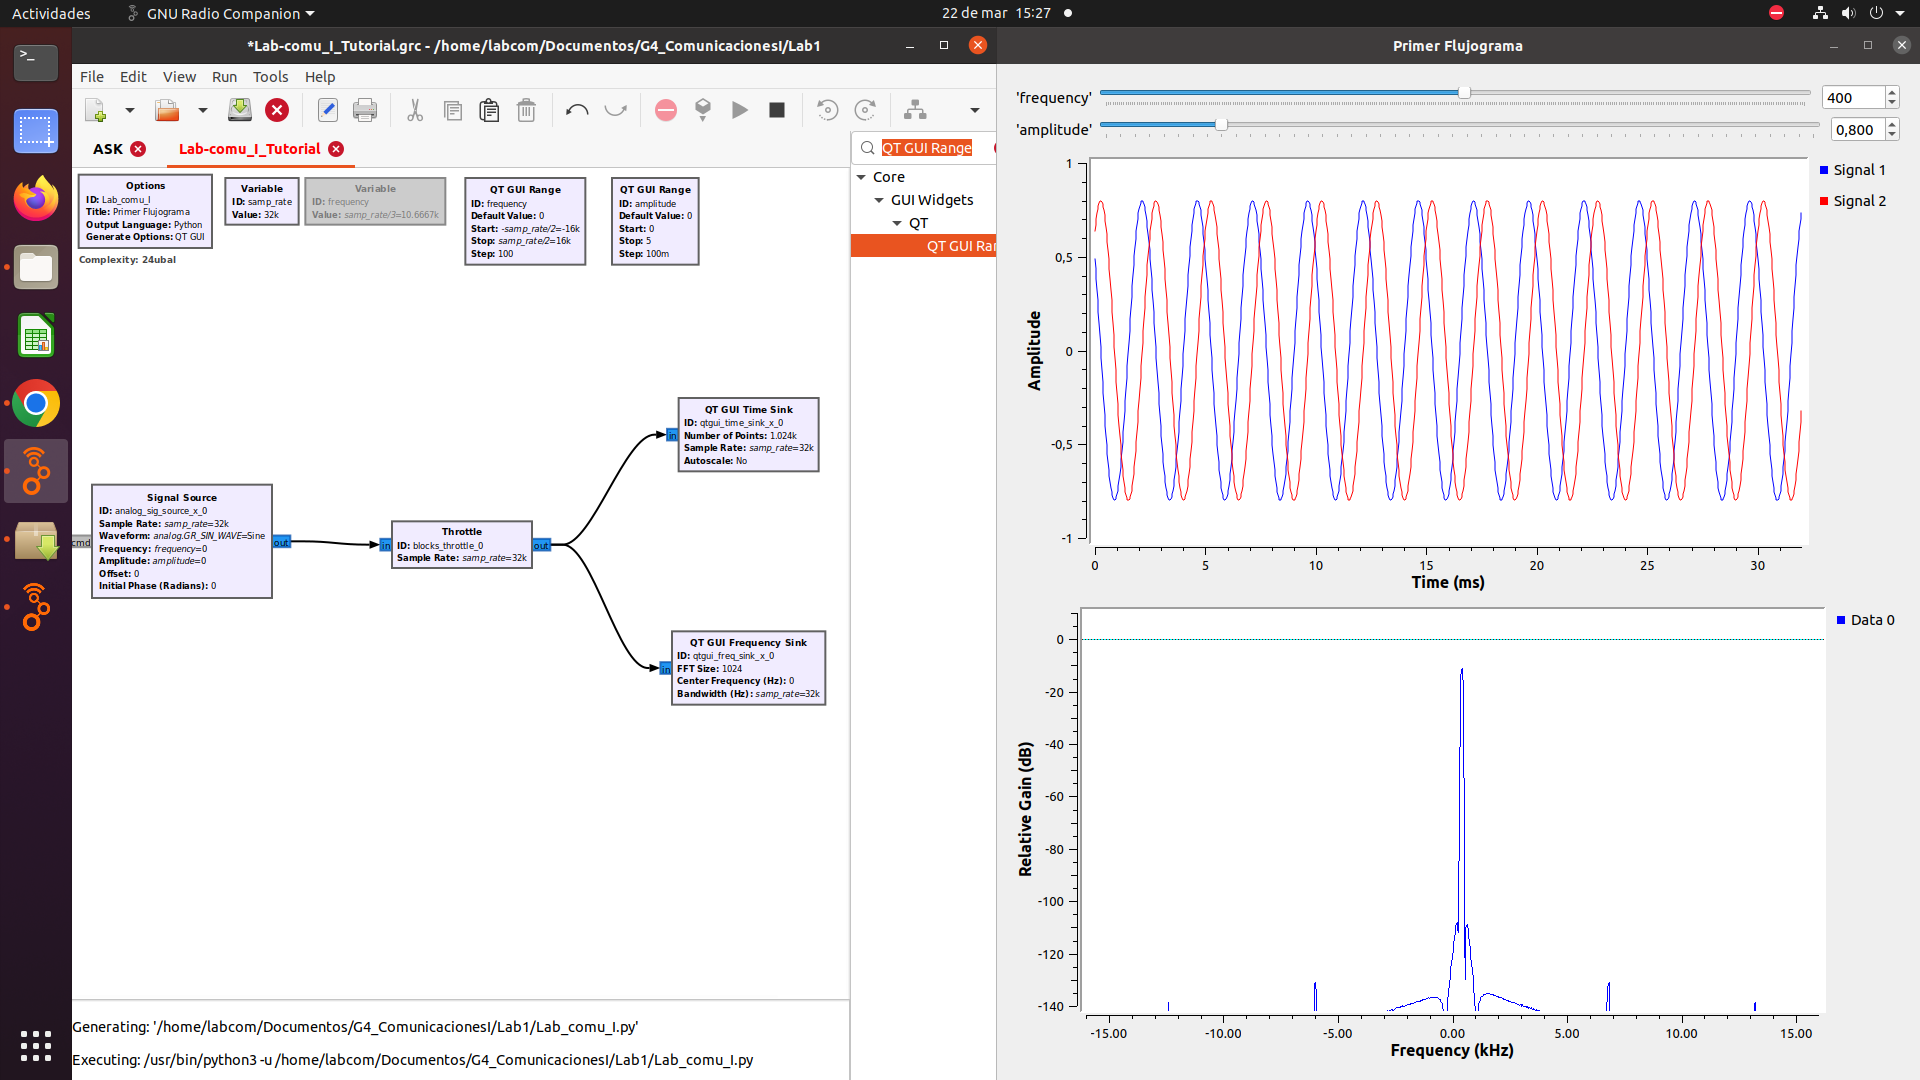 Actividades
GNU Radio Companion
22 de mar 15:27
*Lab-comu_I_Tutorial.grc - /home/labcom/Documentos/G4_ComunicacionesI/Lab1
File Edit View Run Tools Help
ASK
Lab-comu_I_Tutorial
Options
ID: Lab_comu_I
Title: Primer Flujograma
Output Language: Python
Generate Options: QT GUI
Complexity: 24ubal
Variable
ID: samp_rate
Value: 32k
Variable
ID: frequency
Value: samp_rate/3=10.6667k
QT GUI Range
ID: frequency
Default Value: 0
Start: -samp_rate/2=-16k
Stop: samp_rate/2=16k
Step: 100
QT GUI Range
ID: amplitude
Default Value: 0
Start: 0
Stop: 5
Step: 100m
QT GUI Time Sink
ID: qtgui_time_sink_x_0
Number of Points: 1.024k
Sample Rate: samp_rate=32k
Autoscale: No
in
Signal Source
ID: analog_sig_source_x_0
Sample Rate: samp_rate=32k
Waveform: analog.GR_SIN_WAVE=Sine
Frequency: frequency=0
Amplitude: amplitude=0
Offset: 0
Initial Phase (Radians): 0
cmd
out
in
Throttle
ID: blocks_throttle_0
Sample Rate: samp_rate=32k
out
in
QT GUI Frequency Sink
ID: qtgui_freq_sink_x_0
FFT Size: 1024
Center Frequency (Hz): 0
Bandwidth (Hz): samp_rate=32k
Generating: '/home/labcom/Documentos/G4_ComunicacionesI/Lab1/Lab_comu_I.py'
Executing: /usr/bin/python3 -u /home/labcom/Documentos/G4_ComunicacionesI/Lab1/Lab_comu_I.py
QT GUI Range
Core
GUI Widgets
QT
QT GUI Ran
Primer Flujograma
'frequency'
400
'amplitude'
0,800
1
0,5
0
-0,5
-1
Amplitude
0 5 10 15 20 25 30
Time (ms)
Signal 1
Signal 2
0
-20
-40
-60
-80
-100
-120
-140
Relative Gain (dB)
-15.00 -10.00 -5.00 0.00 5.00 10.00 15.00
Frequency (kHz)
Data 0